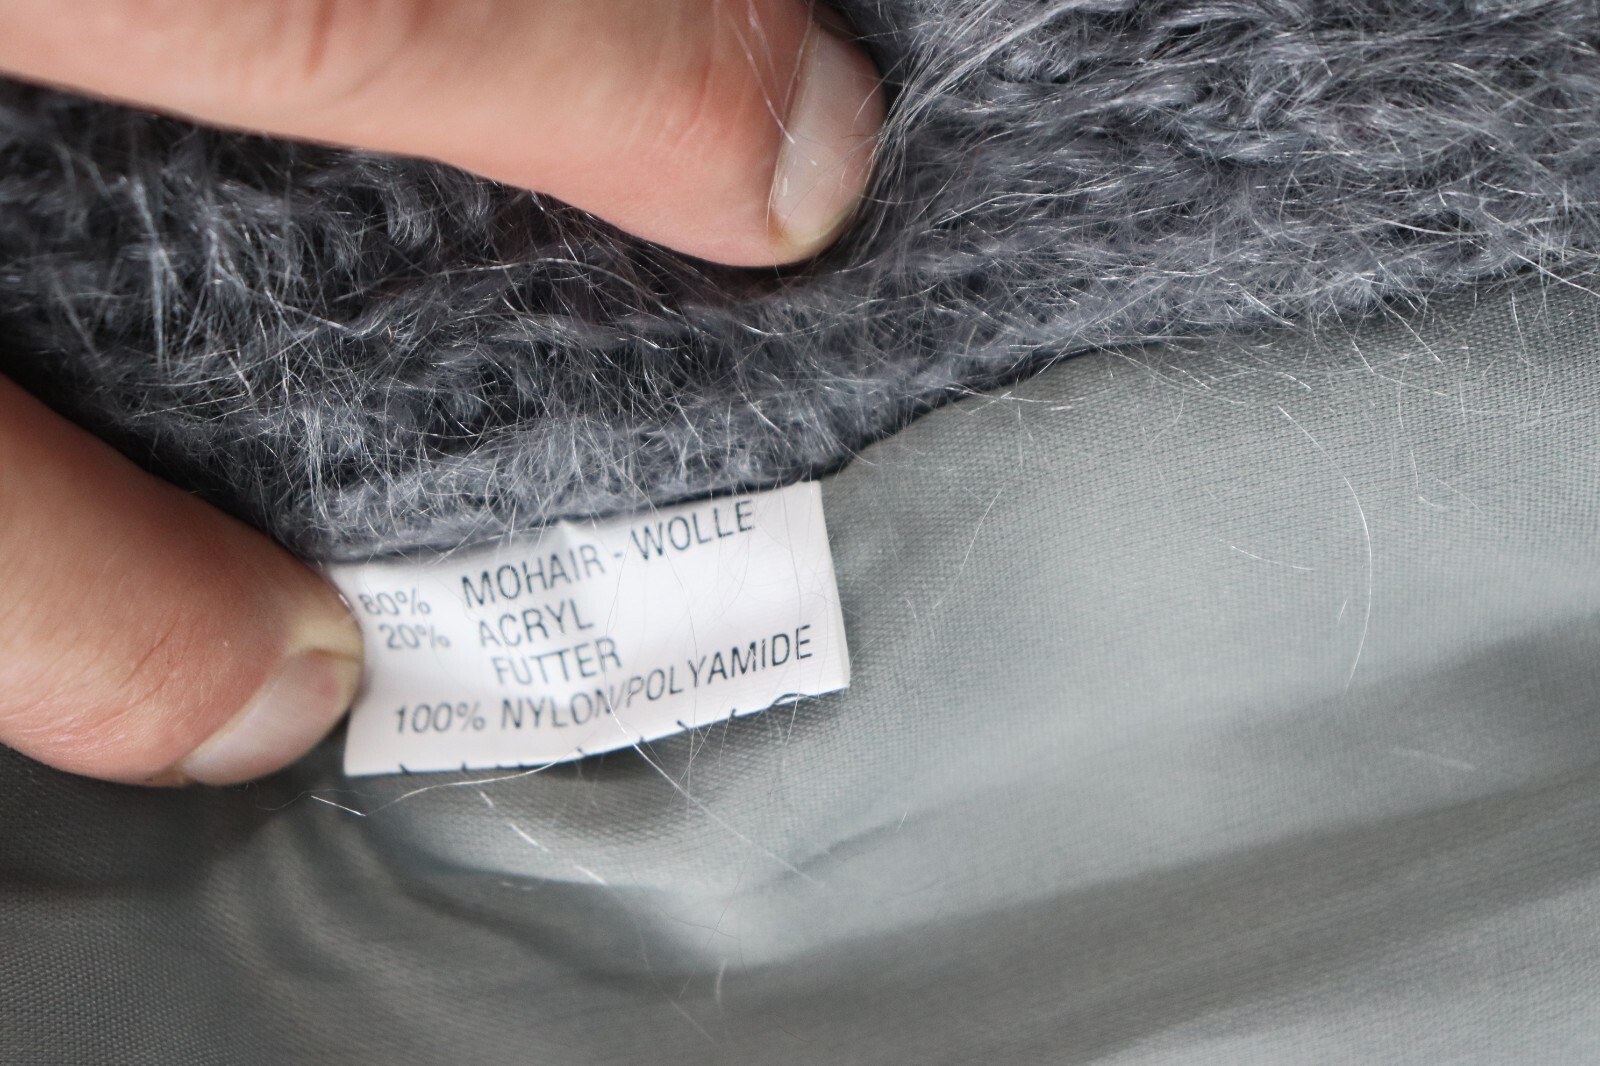 80% MOHAIR-WOLLE
20% ACRYL
FUTTER
100% NYLON/POLYAMIDE